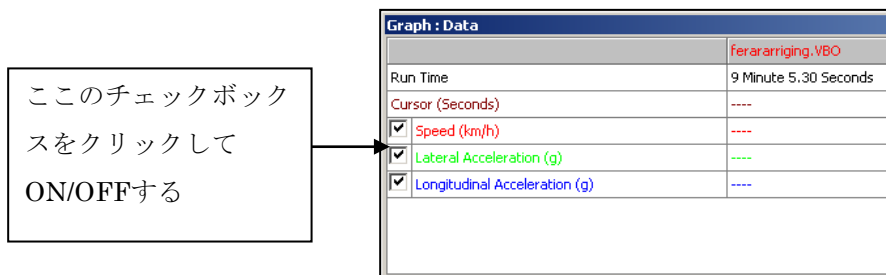 ここのチェックボック
スをクリックして
ON/OFFする
Graph : Data
ferararriging.VBO
Run Time 9 Minute 5.30 Seconds
Cursor (Seconds) ----
Speed (km/h) ----
Lateral Acceleration (g) ----
Longitudinal Acceleration (g) ----